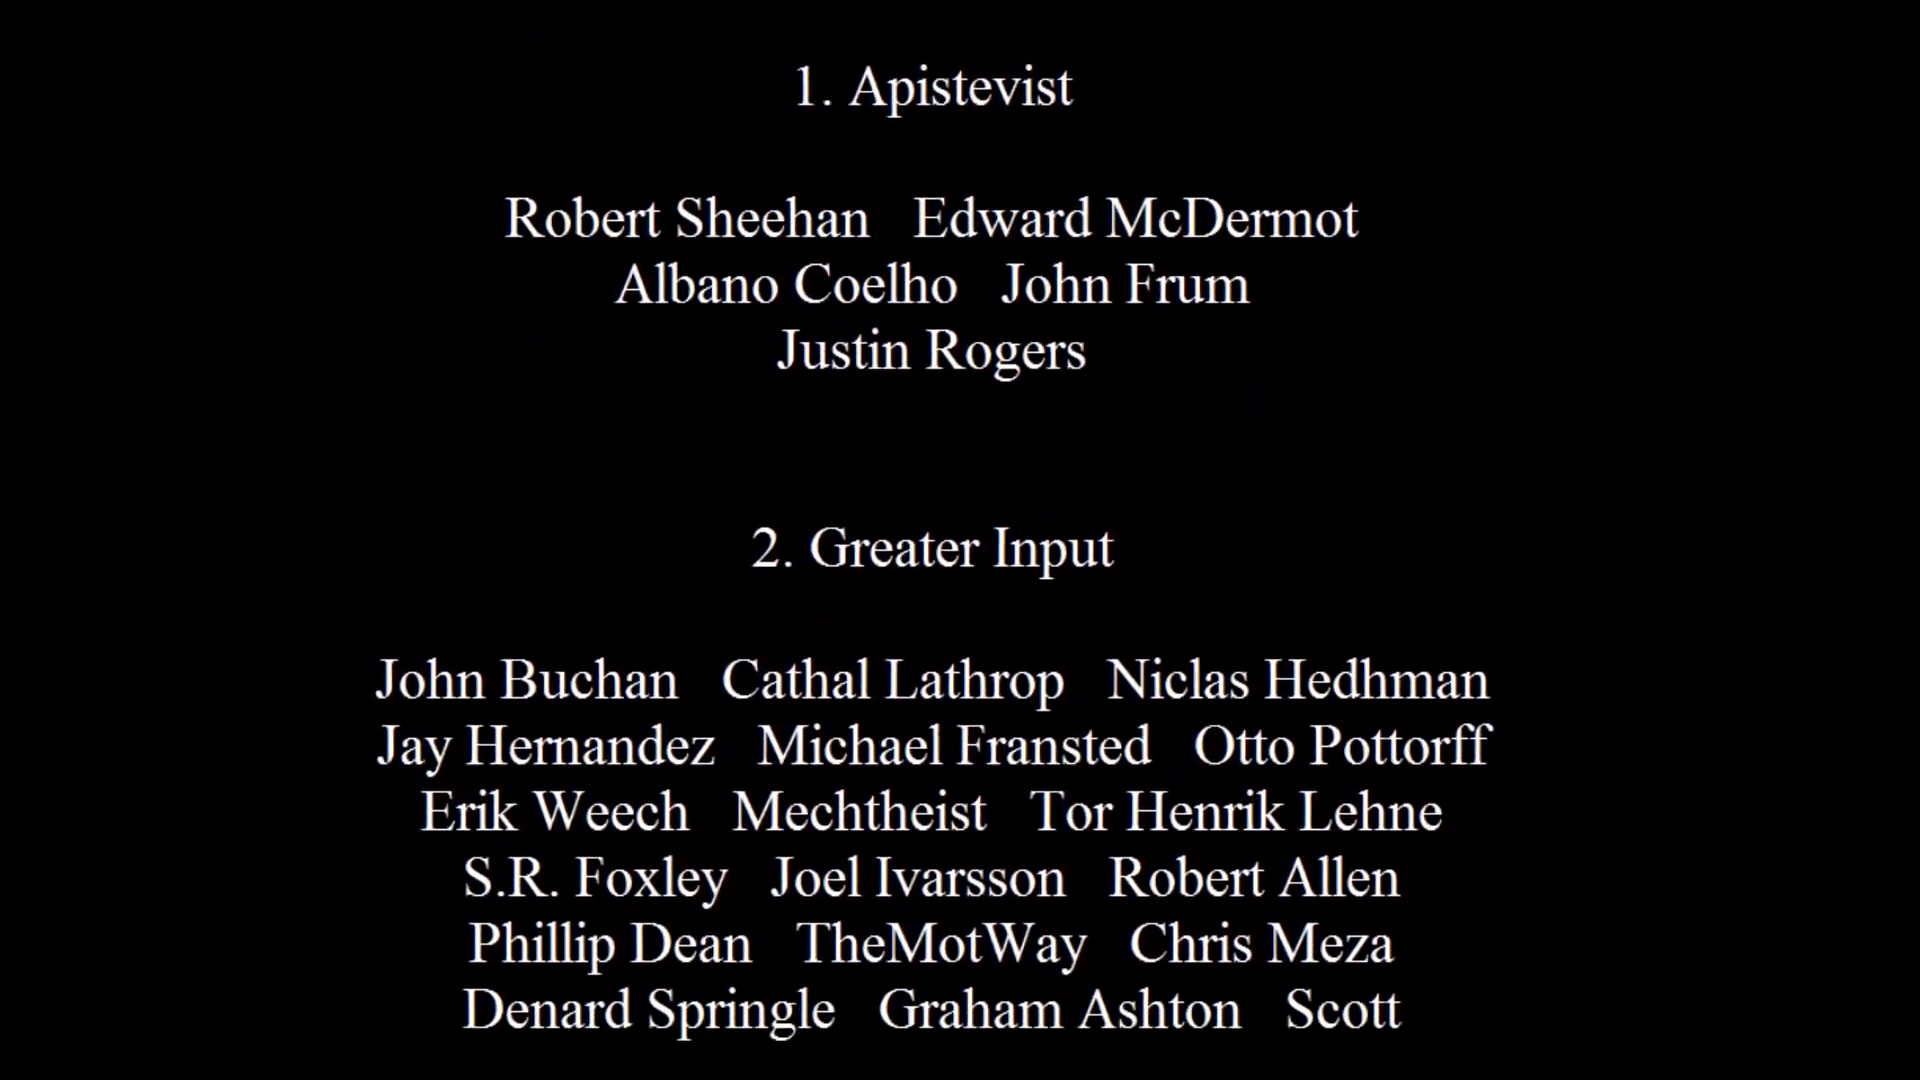 1. Apistevist
Robert Sheehan   Edward McDermot
Albano Coelho   John Frum
Justin Rogers
2. Greater Input
John Buchan   Cathal Lathrop   Niclas Hedhman
Jay Hernandez   Michael Fransted   Otto Pottorff
Erik Weech   Mechtheist   Tor Henrik Lehne
S.R. Foxley   Joel Ivarsson   Robert Allen
Phillip Dean   TheMotWay   Chris Meza
Denard Springle   Graham Ashton   Scott